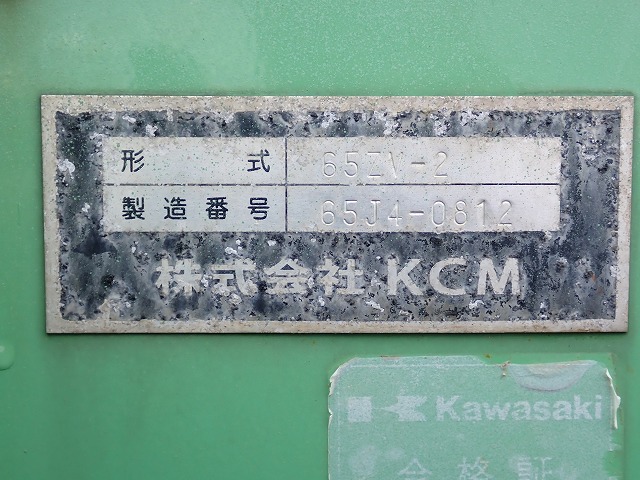 形式 65ZV-2
製造番号 65J4-0812
株式会社 KCM
Kawasaki
合格証